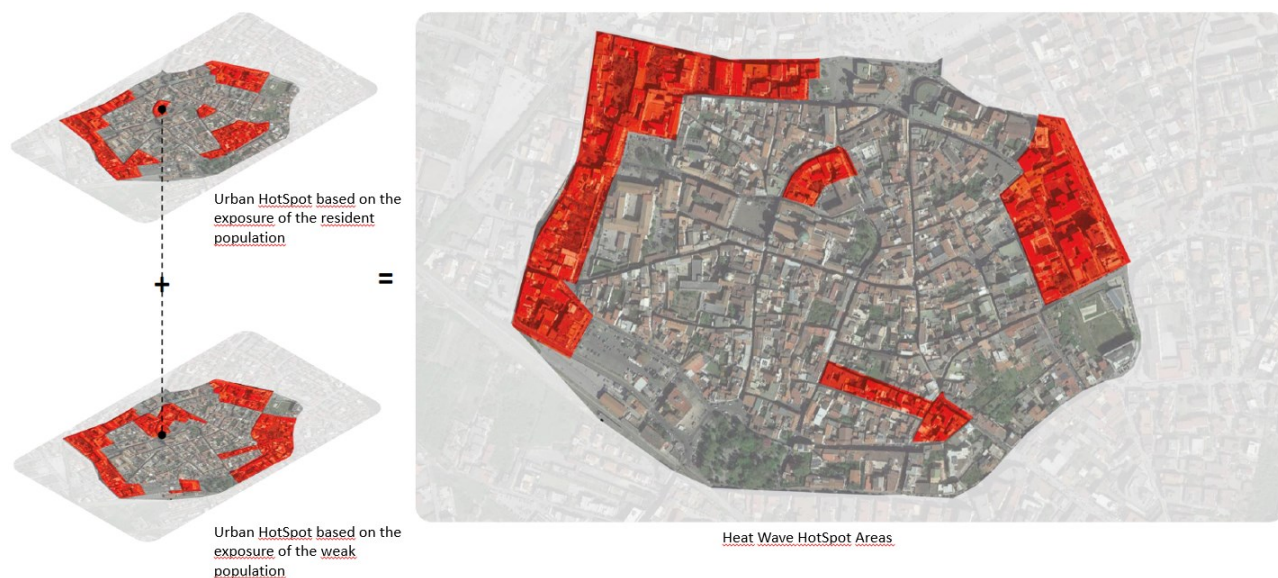 Urban HotSpot based on the
exposure of the resident
population
+
=
Urban HotSpot based on the
exposure of the weak
population
Heat Wave HotSpot Areas